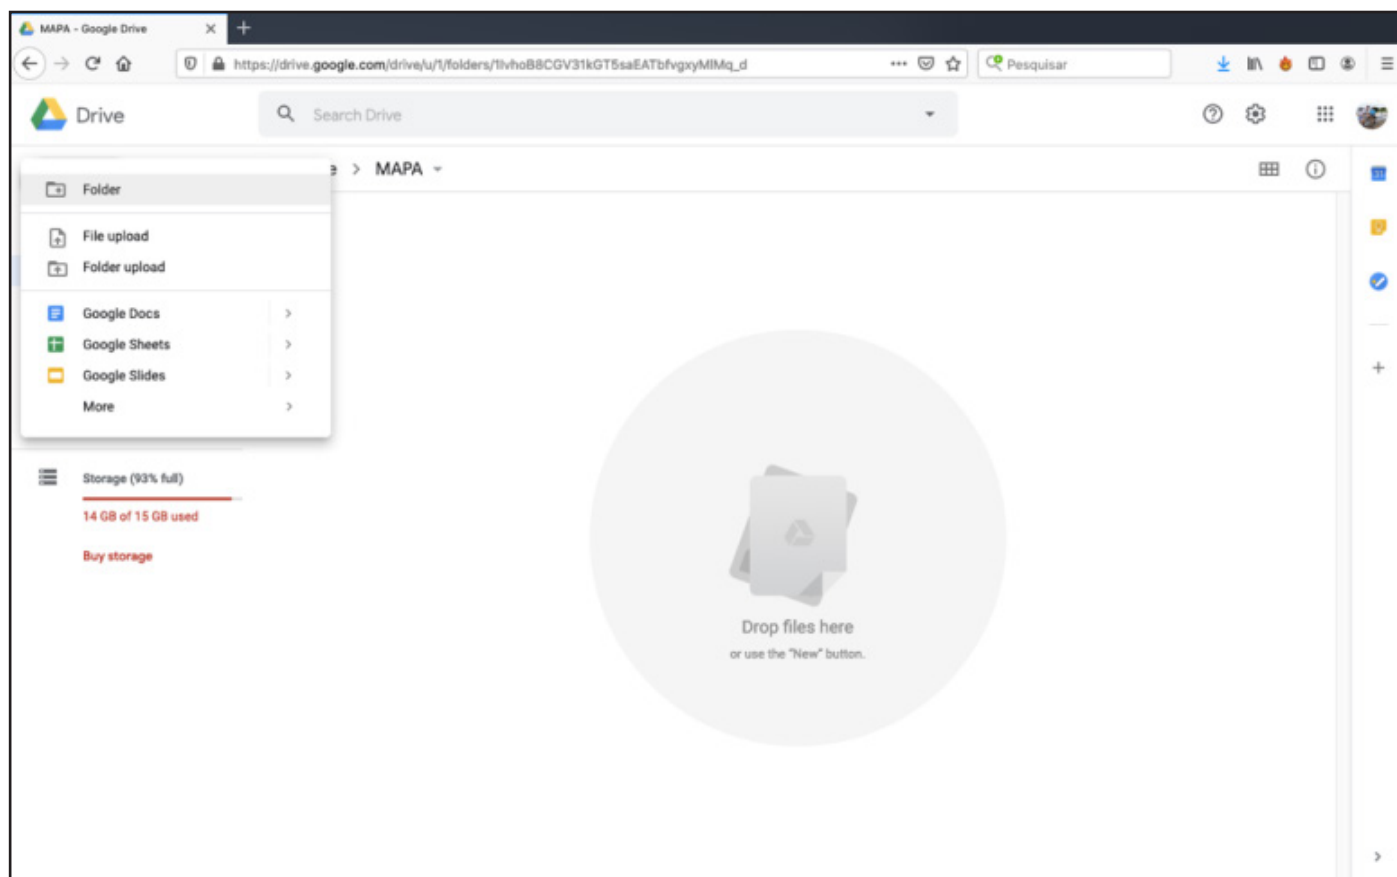 MAPA - Google Drive
https://drive.google.com/drive/u/1/folders/
Pesquisar
Drive
Search Drive
e > MAPA
Folder
File upload
Folder upload
Google Docs
Google Sheets
Google Slides
More
Storage (93% full)
14 GB of 15 GB used
Buy storage
31
Drop files here
or use the "New" button.